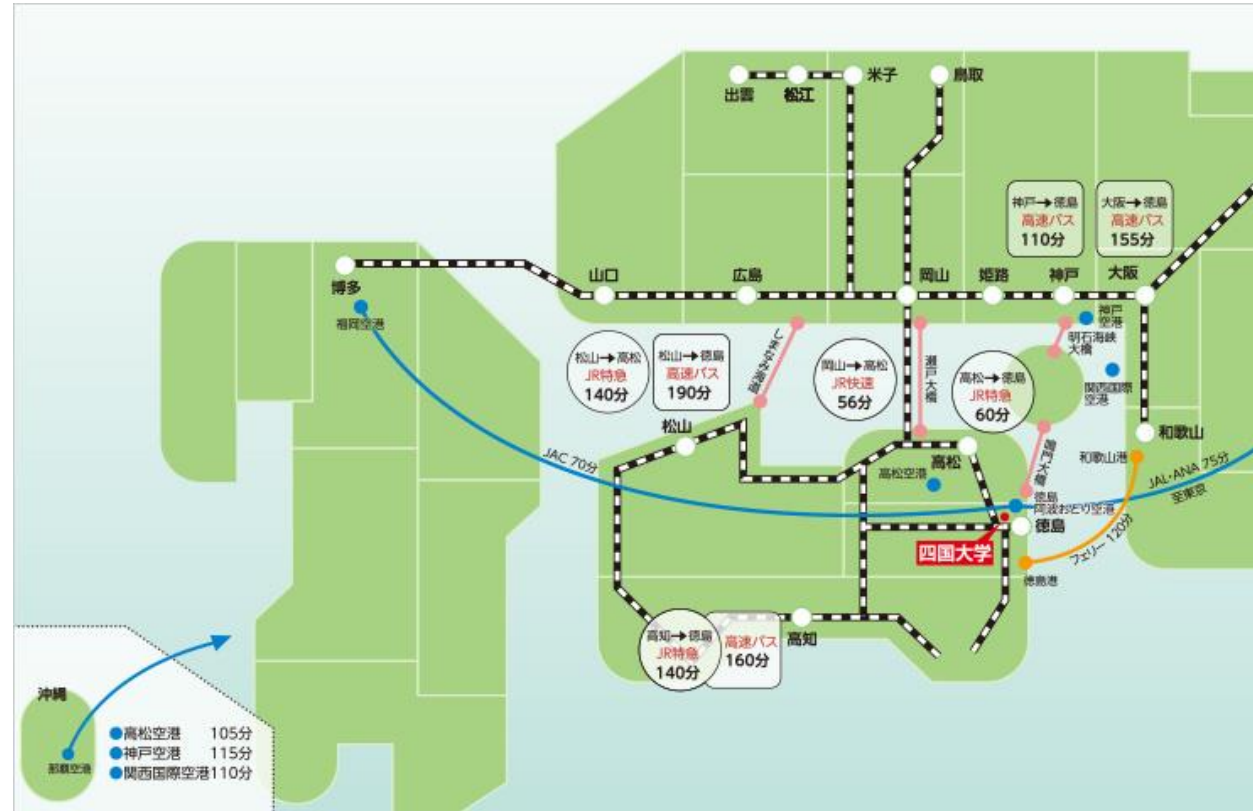 出雲
松江
米子
鳥取
神戸→徳島
高速バス
110分
大阪→徳島
高速バス
155分
博多
福岡空港
山口
広島
岡山
姫路
神戸
大阪
神戸
空港
明石海峡
大橋
関西国際
空港
しまなみ海道
瀬戸大橋
松山→高松
JR特急
140分
松山→徳島
高速バス
190分
岡山→高松
JR快速
56分
高松→徳島
JR特急
60分
松山
高松
高松空港
鳴門大橋
和歌山
和歌山港
JAC 70分
JAL・ANA 75分
至東京
徳島
阿波おどり空港
徳島
四国大学
フェリー 120分
徳島港
高知→徳島
JR特急
140分
高速バス
160分
高知
沖縄
那覇空港
●高松空港 105分
●神戸空港 115分
●関西国際空港110分